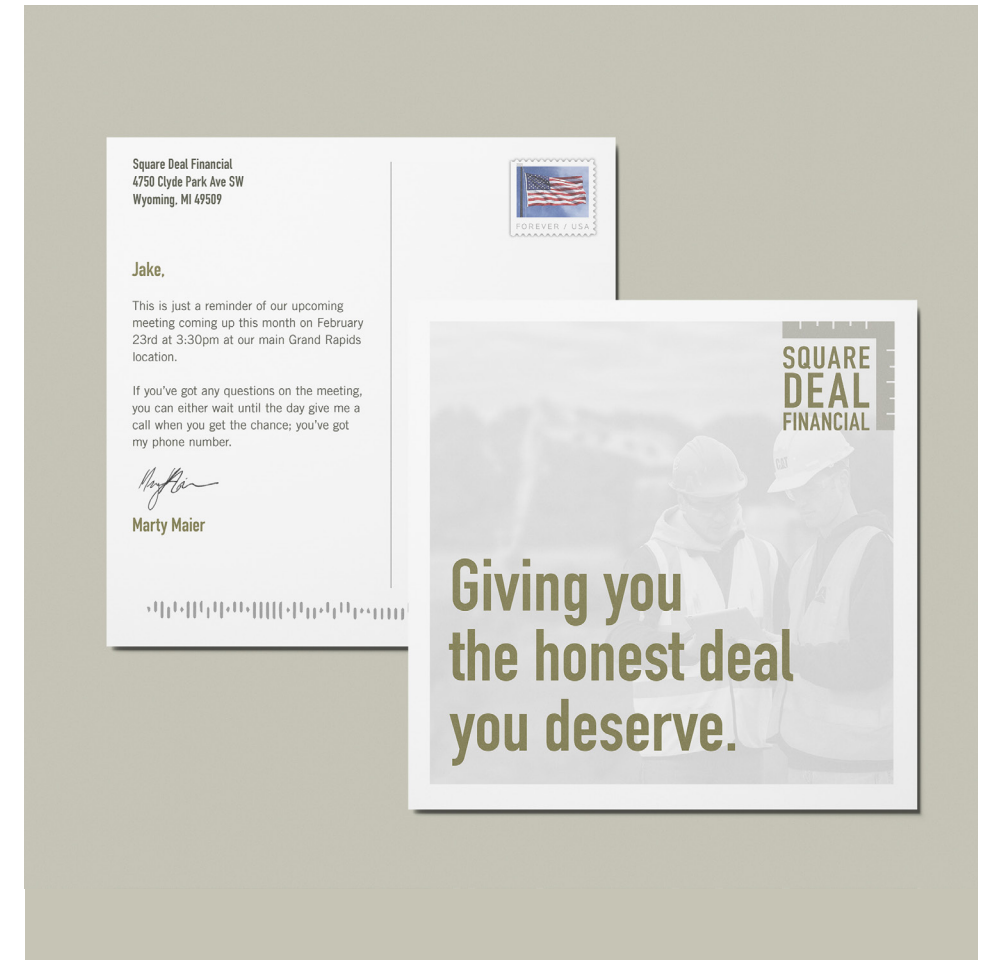 Square Deal Financial
4750 Clyde Park Ave SW
Wyoming, MI 49509
FOREVER / USA
Jake,
This is just a reminder of our upcoming
meeting coming up this month on February
23rd at 3:30pm at our main Grand Rapids
location.
If you've got any questions on the meeting,
you can either wait until the day give me a
call when you get the chance; you've got
my phone number.
Marty Maier
SQUARE
DEAL
FINANCIAL
CAT
Giving you
the honest deal
you deserve.